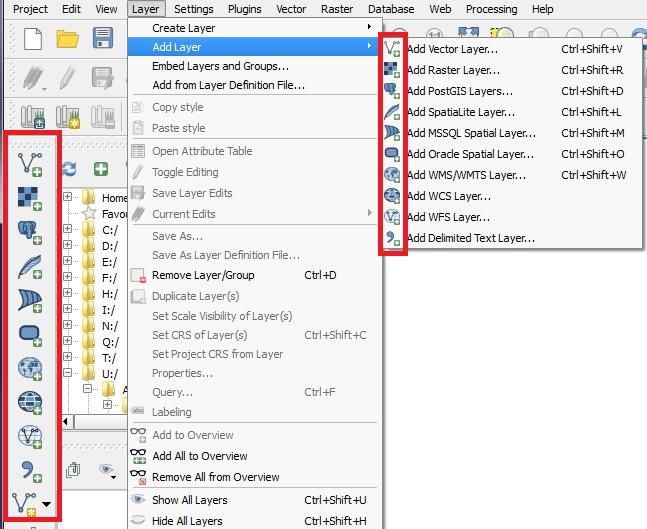 Project Edit View Layer Settings Plugins Vector Raster Database Web Processing Help
Create Layer
Add Layer
Embed Layers and Groups...
Add from Layer Definition File...
Copy style
Paste style
Open Attribute Table
Toggle Editing
Save Layer Edits
Current Edits
Save As...
Save As Layer Definition File...
Remove Layer/Group Ctrl+D
Duplicate Layer(s)
Set Scale Visibility of Layer(s)
Set CRS of Layer(s) Ctrl+Shift+C
Set Project CRS from Layer
Properties...
Query... Ctrl+F
Labeling
Add to Overview
Add All to Overview
Remove All from Overview
Show All Layers Ctrl+Shift+U
Hide All Layers Ctrl+Shift+H
Add Vector Layer... Ctrl+Shift+V
Add Raster Layer... Ctrl+Shift+R
Add PostGIS Layers... Ctrl+Shift+D
Add SpatiaLite Layer... Ctrl+Shift+L
Add MSSQL Spatial Layer... Ctrl+Shift+M
Add Oracle Spatial Layer... Ctrl+Shift+O
Add WMS/WMTS Layer... Ctrl+Shift+W
Add WCS Layer...
Add WFS Layer...
Add Delimited Text Layer...
Home
Favo
C:/
D:/
E:/
F:/
H:/
I:/
N:/
Q:/
T:/
U:/
A